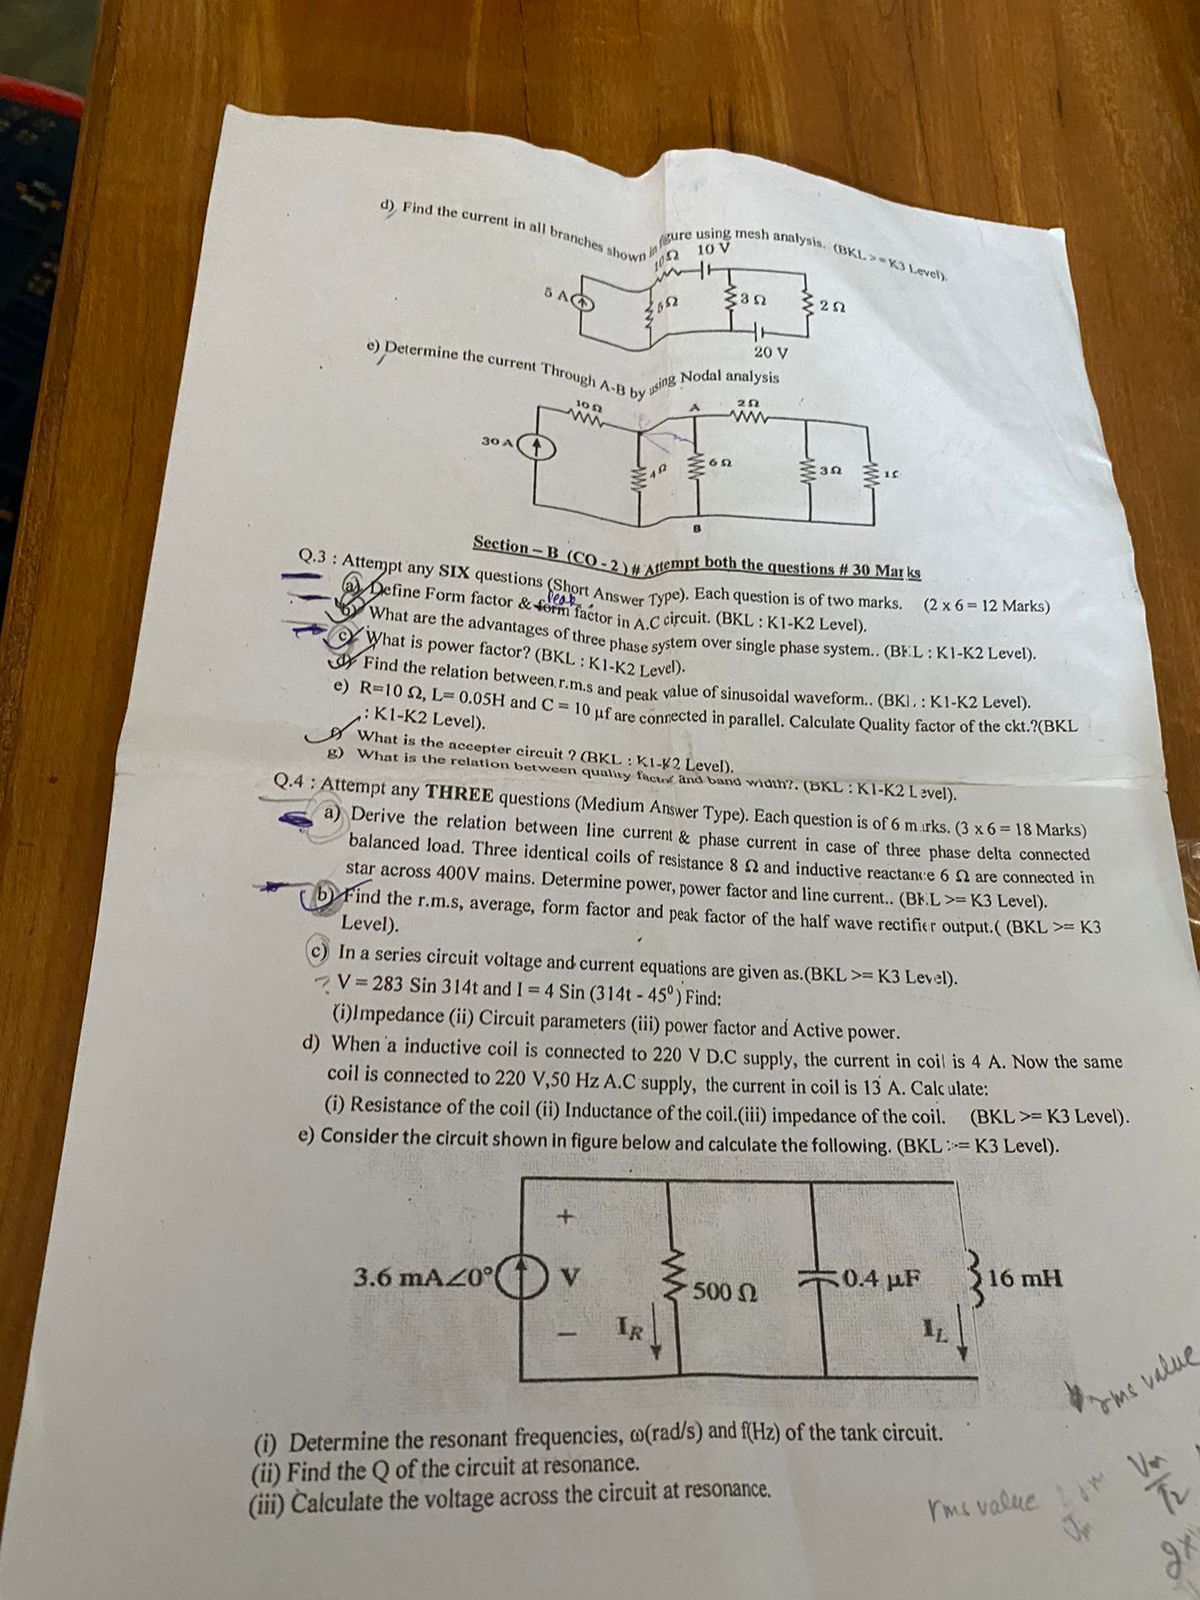 d) Find the current in all branches shown in figure using mesh analysis. (BKL >= K3 Level).
10Ω 10 V
5 A 5Ω 3 Ω 2 Ω
20 V
e) Determine the current Through A-B by using Nodal analysis
10 Ω A 2 Ω
30 A 4 Ω 6 Ω 3 Ω
B
Section – B (CO - 2 ) # Attempt both the questions # 30 Marks
Q.3 : Attempt any SIX questions (Short Answer Type). Each question is of two marks. (2 x 6 = 12 Marks)
a) Define Form factor & form Peak factor in A.C circuit. (BKL : K1-K2 Level).
b) What are the advantages of three phase system over single phase system.. (BKL : K1-K2 Level).
c) What is power factor? (BKL : K1-K2 Level).
d) Find the relation between r.m.s and peak value of sinusoidal waveform.. (BKL : K1-K2 Level).
e) R=10 Ω, L= 0.05H and C = 10 μf are connected in parallel. Calculate Quality factor of the ckt.?(BKL
: K1-K2 Level).
f) What is the accepter circuit ? (BKL : K1-K2 Level).
g) What is the relation between quality factor and band width?. (BKL : K1-K2 Level).
Q.4 : Attempt any THREE questions (Medium Answer Type). Each question is of 6 marks. (3 x 6 = 18 Marks)
a) Derive the relation between line current & phase current in case of three phase delta connected
balanced load. Three identical coils of resistance 8 Ω and inductive reactance 6 Ω are connected in
star across 400V mains. Determine power, power factor and line current.. (BKL >= K3 Level).
b) Find the r.m.s, average, form factor and peak factor of the half wave rectifier output.( (BKL >= K3
Level).
c) In a series circuit voltage and current equations are given as.(BKL >= K3 Level).
? V = 283 Sin 314t and I = 4 Sin (314t - 45⁰) Find:
(i)Impedance (ii) Circuit parameters (iii) power factor and Active power.
d) When a inductive coil is connected to 220 V D.C supply, the current in coil is 4 A. Now the same
coil is connected to 220 V,50 Hz A.C supply, the current in coil is 13 A. Calculate:
(i) Resistance of the coil (ii) Inductance of the coil.(iii) impedance of the coil. (BKL >= K3 Level).
e) Consider the circuit shown in figure below and calculate the following. (BKL >= K3 Level).
+
3.6 mA∠0° V 500 Ω 0.4 μF 16 mH
− I_R I_L
rms value
(i) Determine the resonant frequencies, ω(rad/s) and f(Hz) of the tank circuit.
(ii) Find the Q of the circuit at resonance.
(iii) Calculate the voltage across the circuit at resonance.
rms value
Vm
√2